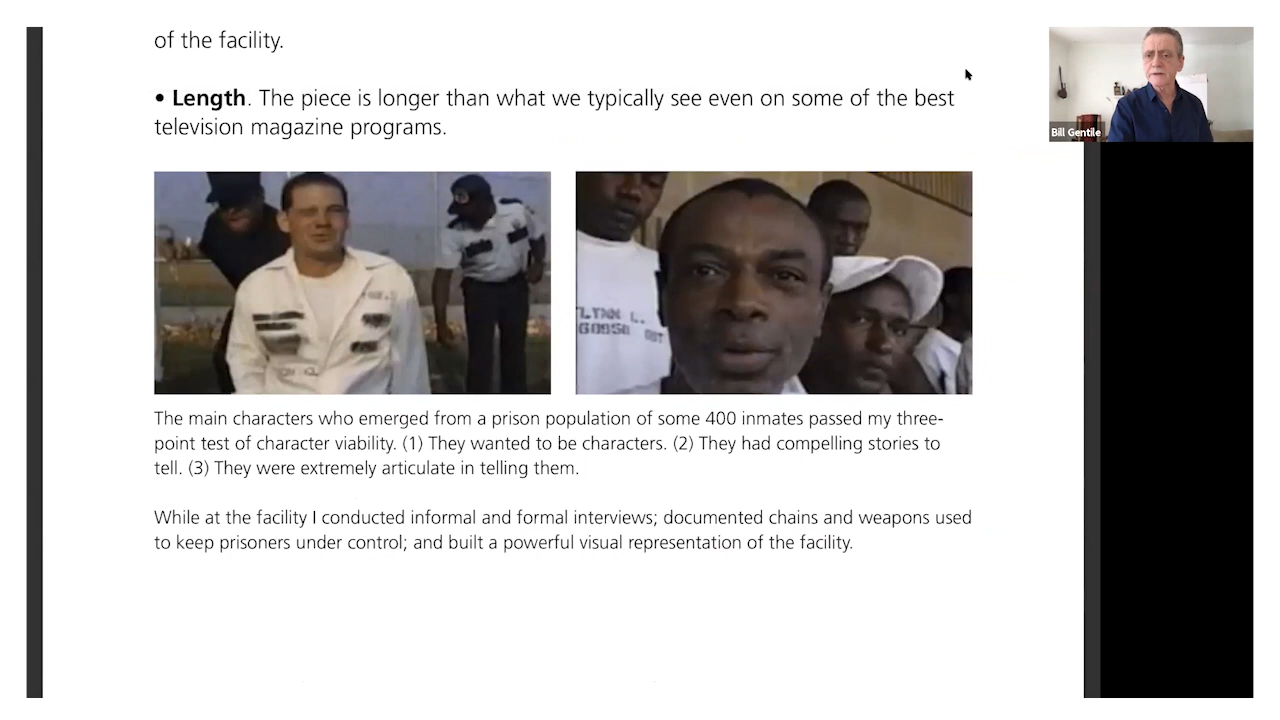 of the facility.
• Length. The piece is longer than what we typically see even on some of the best
television magazine programs.
Bill Gentile
The main characters who emerged from a prison population of some 400 inmates passed my three-
point test of character viability. (1) They wanted to be characters. (2) They had compelling stories to
tell. (3) They were extremely articulate in telling them.
While at the facility I conducted informal and formal interviews; documented chains and weapons used
to keep prisoners under control; and built a powerful visual representation of the facility.